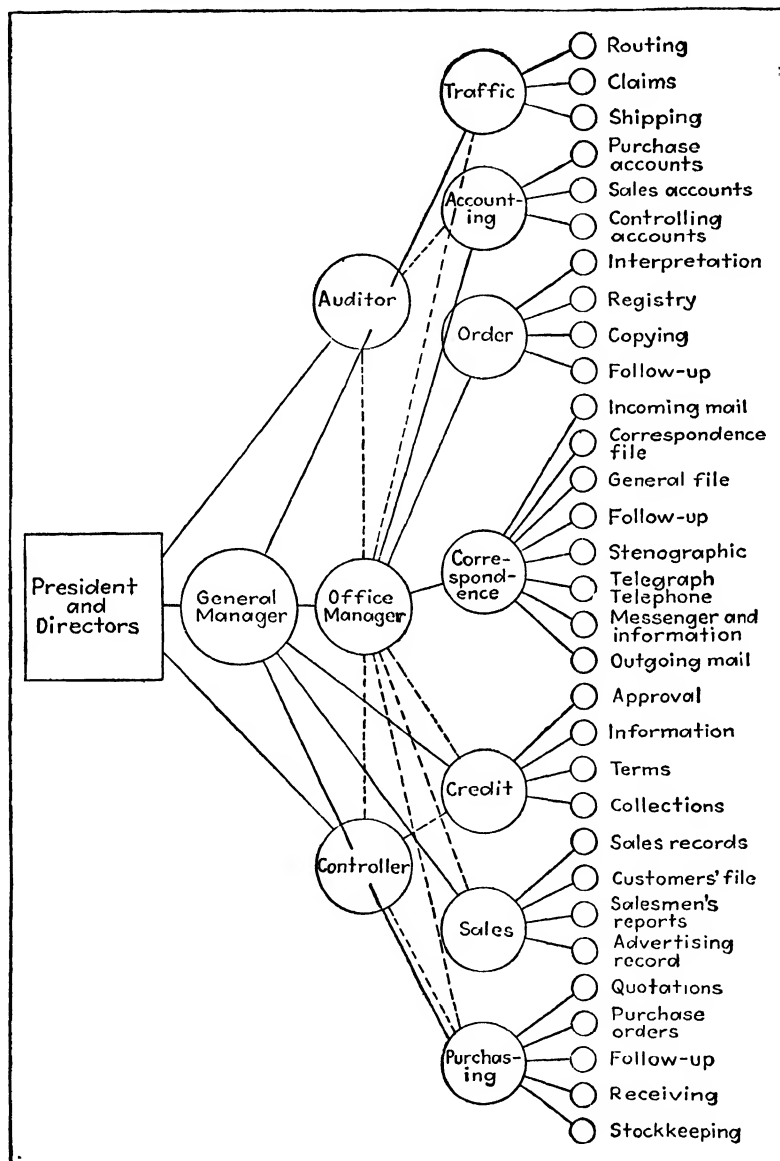 President
and
Directors
General
Manager
Office
Manager
Auditor
Controller
Traffic
Routing
Claims
Shipping
Account-
ing
Purchase
accounts
Sales accounts
Controlling
accounts
Order
Interpretation
Registry
Copying
Follow-up
Corre-
spond-
ence
Incoming mail
Correspondence
file
General file
Follow-up
Stenographic
Telegraph
Telephone
Messenger and
information
Outgoing mail
Credit
Approval
Information
Terms
Collections
Sales
Sales records
Customers' file
Salesmen's
reports
Advertising
record
Purchas-
ing
Quotations
Purchase
orders
Follow-up
Receiving
Stockkeeping